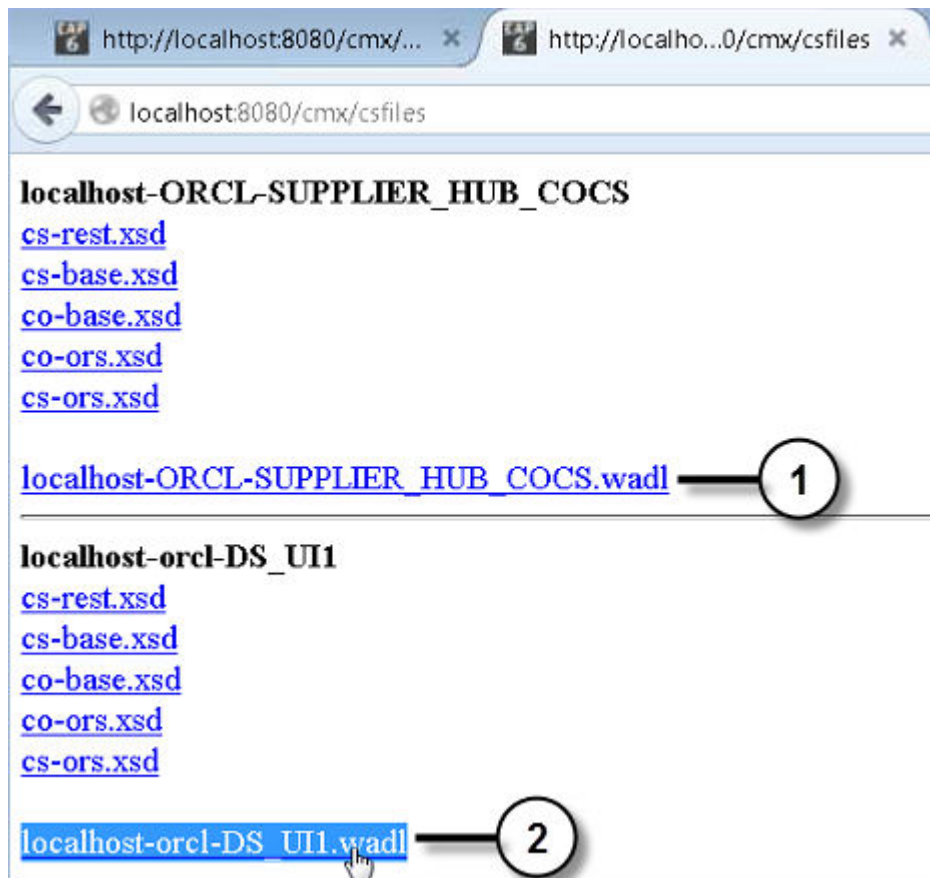 http://localhost:8080/cmx/... × http://localho...0/cmx/csfiles ×
localhost:8080/cmx/csfiles
localhost-ORCL-SUPPLIER_HUB_COCS
cs-rest.xsd
cs-base.xsd
co-base.xsd
co-ors.xsd
cs-ors.xsd
localhost-ORCL-SUPPLIER_HUB_COCS.wadl 1
localhost-orcl-DS_UI1
cs-rest.xsd
cs-base.xsd
co-base.xsd
co-ors.xsd
cs-ors.xsd
localhost-orcl-DS_UI1.wadl 2